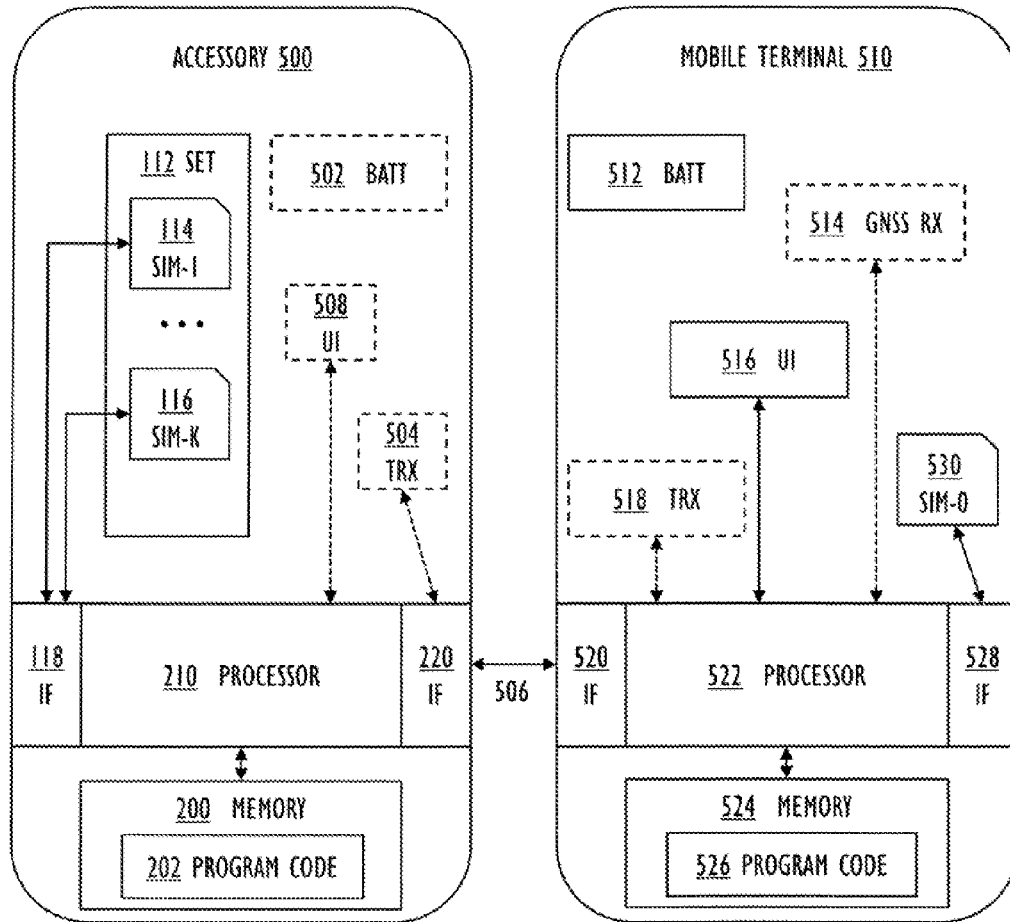 ACCESSORY 500
112 SET
114
SIM-1
116
SIM-K
502 BATT
508
UI
504
TRX
118
IF
210 PROCESSOR
220
IF
506
200 MEMORY
202 PROGRAM CODE
MOBILE TERMINAL 510
512 BATT
514 GNSS RX
516 UI
518 TRX
530
SIM-0
520
IF
522 PROCESSOR
528
IF
524 MEMORY
526 PROGRAM CODE